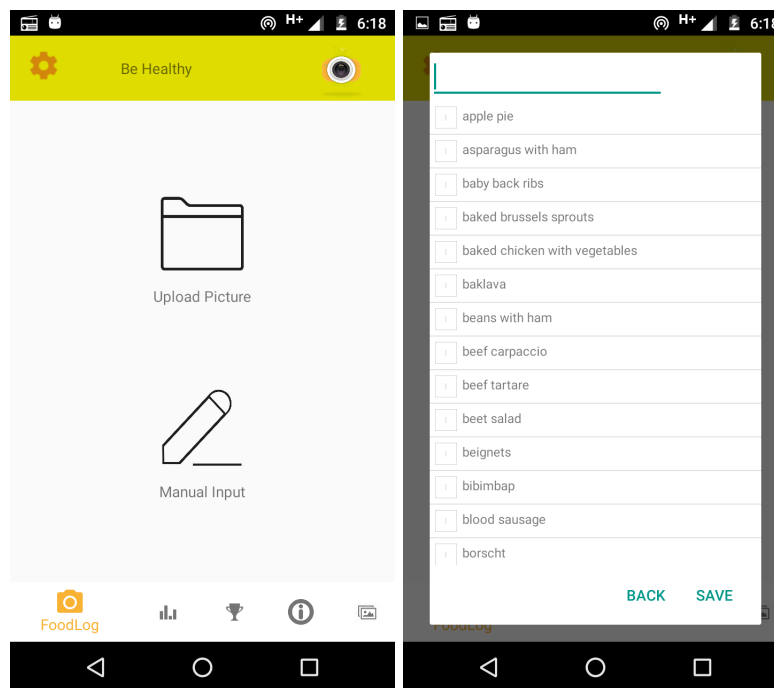 H+ 6:18
Be Healthy
Upload Picture
Manual Input
FoodLog
H+ 6:18
apple pie
asparagus with ham
baby back ribs
baked brussels sprouts
baked chicken with vegetables
baklava
beans with ham
beef carpaccio
beef tartare
beet salad
beignets
bibimbap
blood sausage
borscht
BACK SAVE
FoodLog